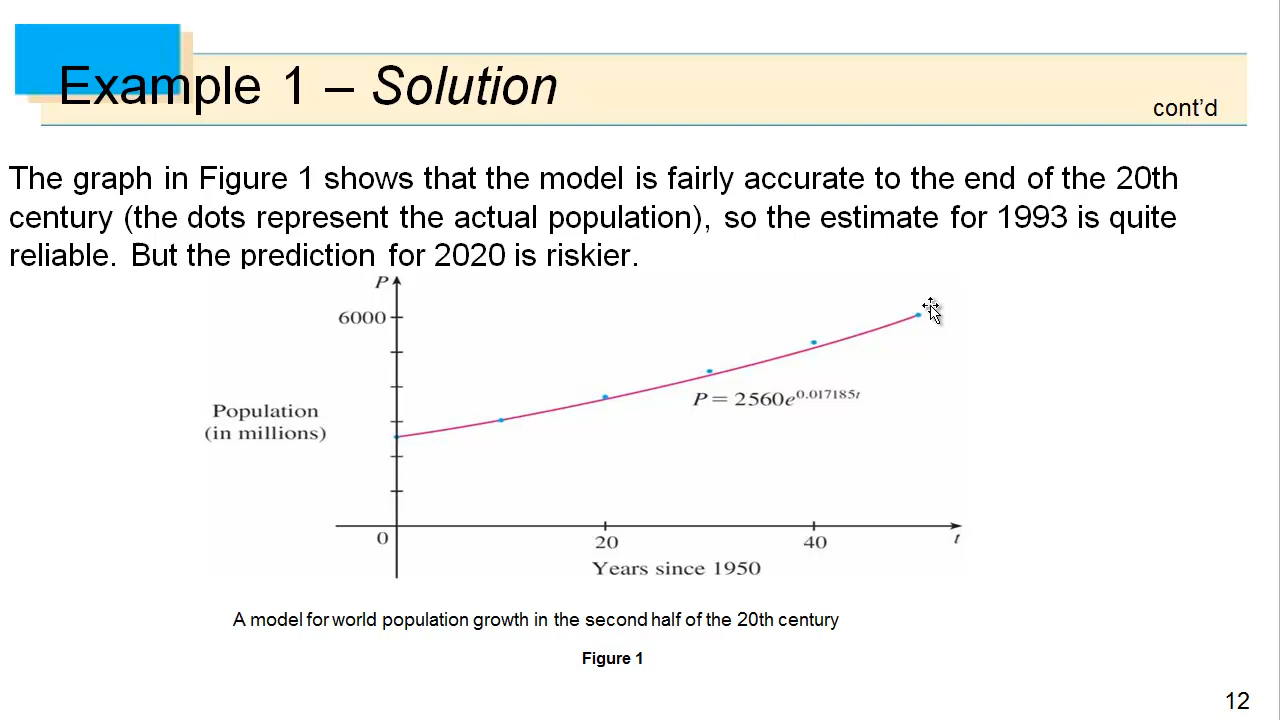 Example 1 – Solution
cont'd
The graph in Figure 1 shows that the model is fairly accurate to the end of the 20th
century (the dots represent the actual population), so the estimate for 1993 is quite
reliable. But the prediction for 2020 is riskier.
P
6000
P = 2560e^0.017185t
Population
(in millions)
0
20
40
t
Years since 1950
A model for world population growth in the second half of the 20th century
Figure 1
12